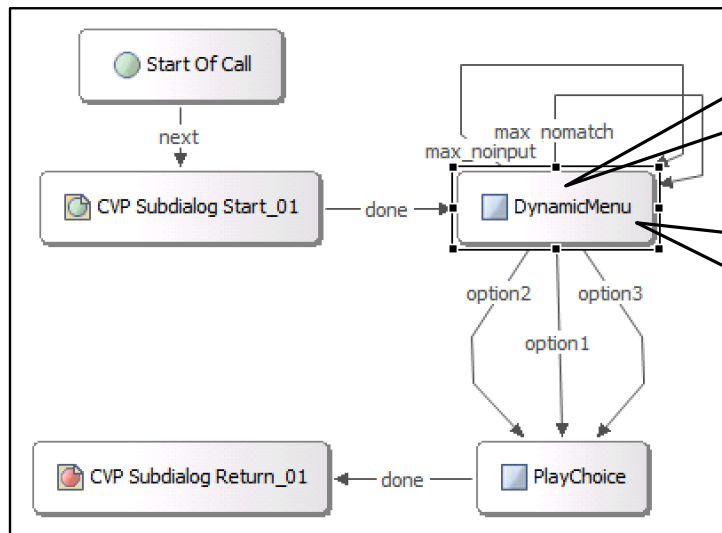 Start Of Call
next
max_nomatch
max_noinput
CVP Subdialog Start_01
done
DynamicMenu
option2
option3
option1
CVP Subdialog Return_01
done
PlayChoice